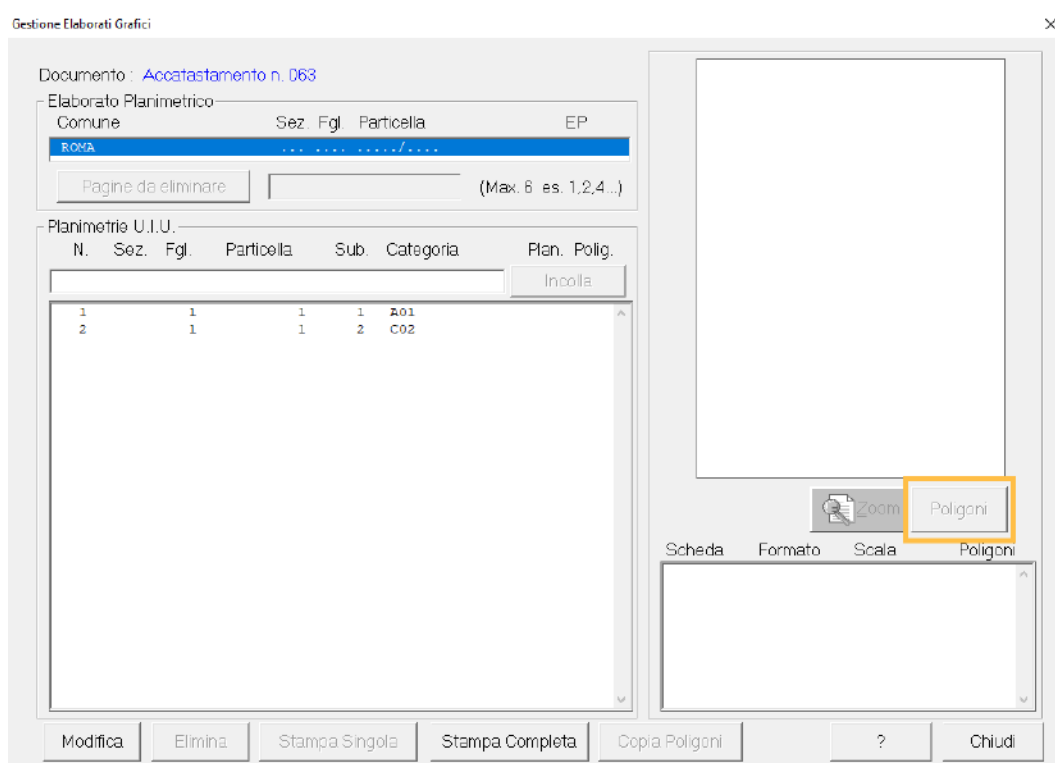 Gestione Elaborati Grafici
Documento : Accatastamento n. 063
Elaborato Planimetrico
Comune Sez. Fgl. Particella EP
ROMA ... .... ...../....
Pagine da eliminare (Max. 6 es. 1,2,4...)
Planimetrie U.I.U.
N. Sez. Fgl. Particella Sub. Categoria Plan. Polig.
Incolla
1 1 1 1 A01
2 1 1 2 C02
Zoom Poligoni
Scheda Formato Scala Poligoni
Modifica Elimina Stampa Singola Stampa Completa Copia Poligoni ? Chiudi